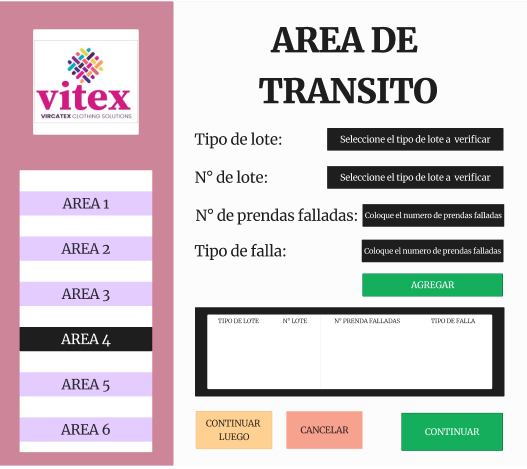 vitex
VIRCATEX CLOTHING SOLUTIONS
AREA 1
AREA 2
AREA 3
AREA 4
AREA 5
AREA 6
AREA DE
TRANSITO
Tipo de lote:
Seleccione el tipo de lote a verificar
N° de lote:
Seleccione el tipo de lote a verificar
N° de prendas falladas:
Coloque el numero de prendas falladas
Tipo de falla:
Coloque el numero de prendas falladas
AGREGAR
TIPO DE LOTE N° LOTE N° PRENDA FALLADAS TIPO DE FALLA
CONTINUAR
LUEGO
CANCELAR
CONTINUAR